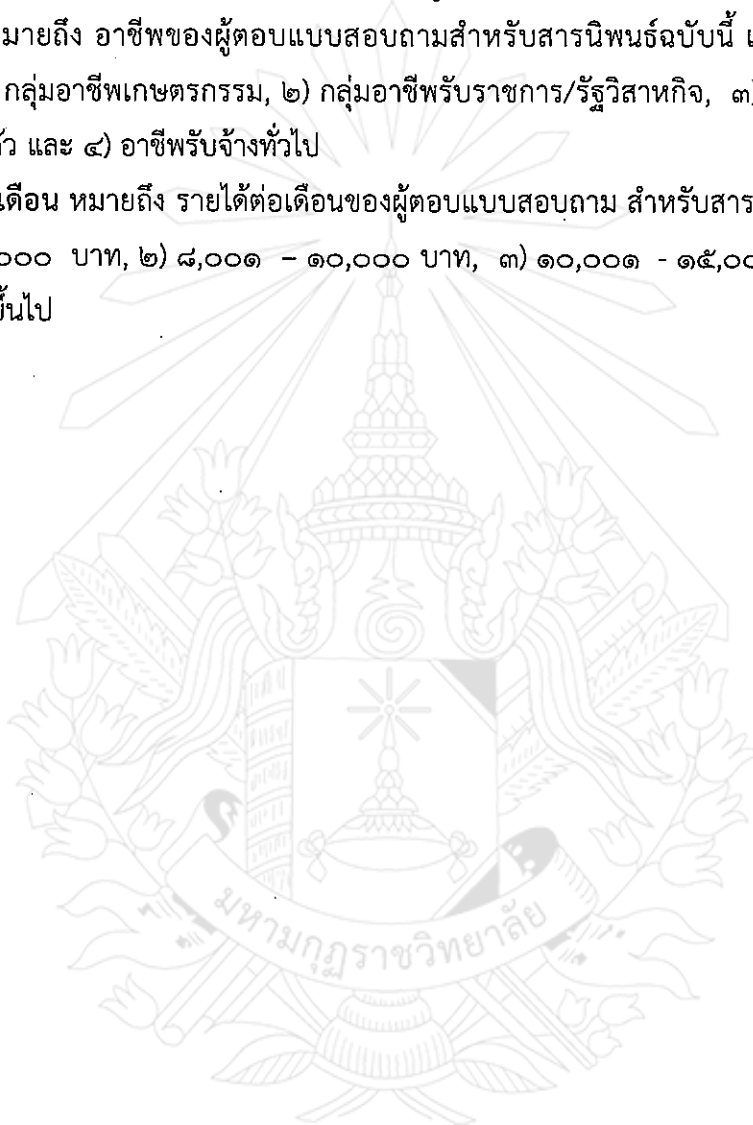 มายถึง อาชีพของผู้ตอบแบบสอบถามสำหรับสารนิพนธ์ฉบับนี้
กลุ่มอาชีพเกษตรกรรม, ๒) กลุ่มอาชีพรับราชการ/รัฐวิสาหกิจ, ๓)
และ ๔) อาชีพรับจ้างทั่วไป
เดือน หมายถึง รายได้ต่อเดือนของผู้ตอบแบบสอบถาม สำหรับสาร
๐๐๐ บาท, ๒) ๘,๐๐๑ – ๑๐,๐๐๐ บาท, ๓) ๑๐,๐๐๑ - ๑๕,๐๐
ขึ้นไป
มหามกุฏราชวิทยาลัย